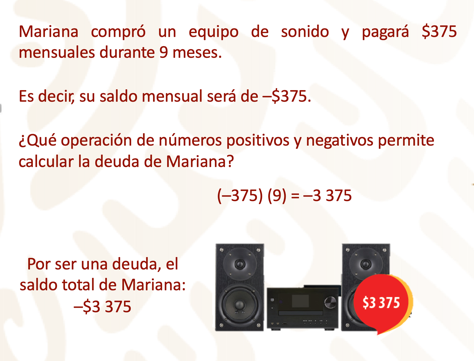 Mariana compró un equipo de sonido y pagará $375
mensuales durante 9 meses.
Es decir, su saldo mensual será de –$375.
¿Qué operación de números positivos y negativos permite
calcular la deuda de Mariana?
(–375) (9) = –3 375
Por ser una deuda, el
saldo total de Mariana:
–$3 375
$3 375